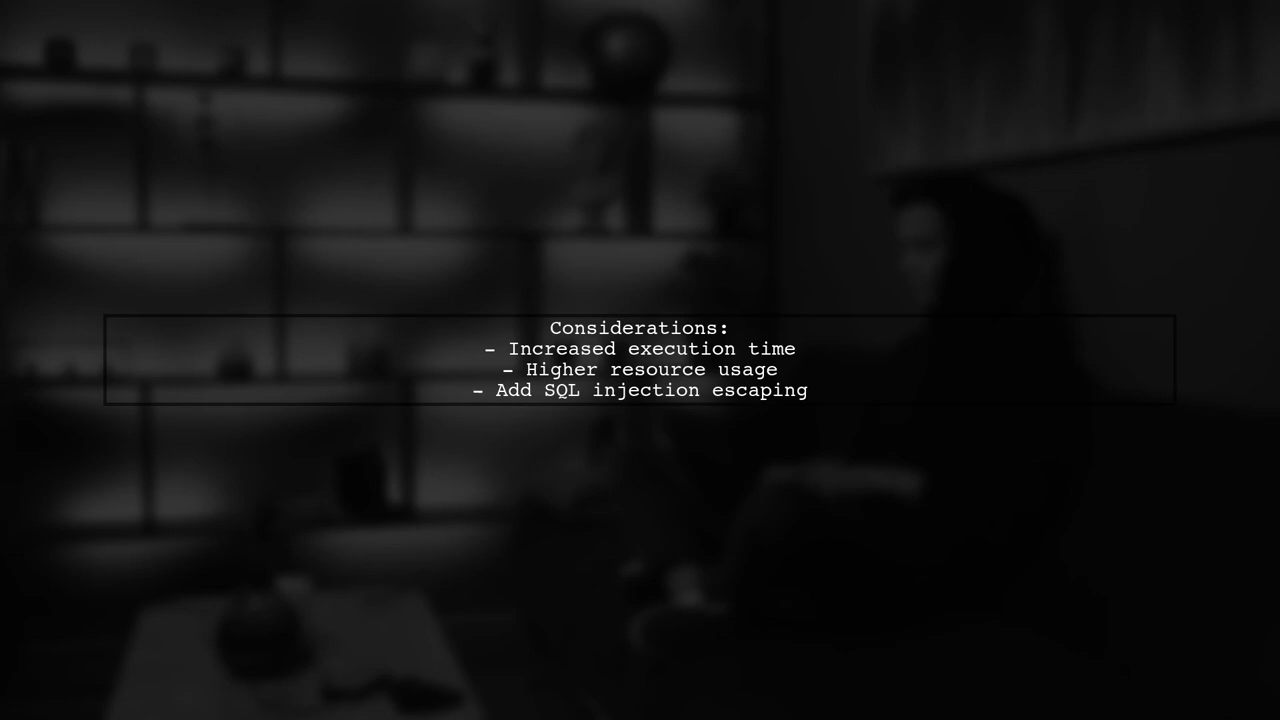 Considerations:
- Increased execution time
- Higher resource usage
- Add SQL injection escaping